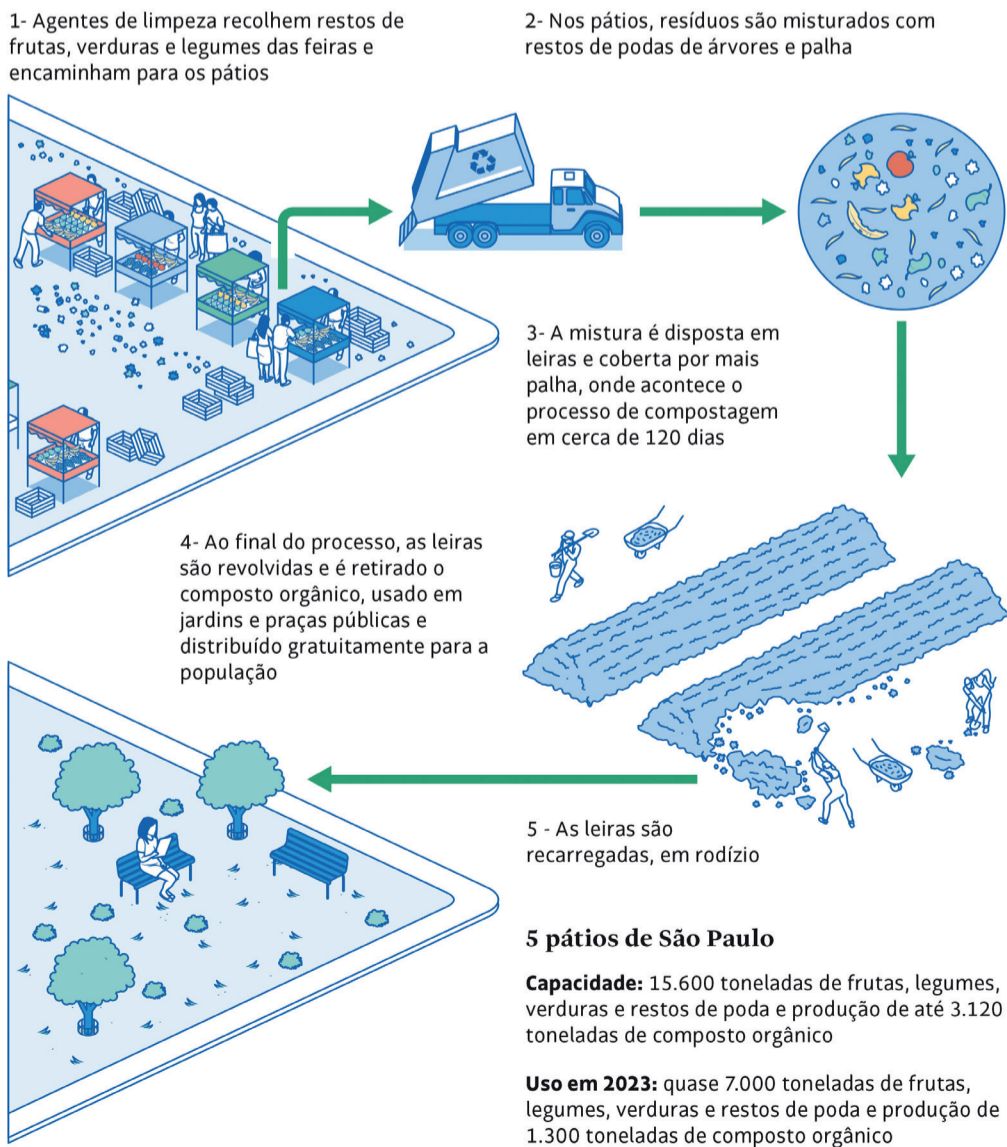 1- Agentes de limpeza recolhem restos de
frutas, verduras e legumes das feiras e
encaminham para os pátios
2- Nos pátios, resíduos são misturados com
restos de podas de árvores e palha
3- A mistura é disposta em
leiras e coberta por mais
palha, onde acontece o
processo de compostagem
em cerca de 120 dias
4- Ao final do processo, as leiras
são revolvidas e é retirado o
composto orgânico, usado em
jardins e praças públicas e
distribuído gratuitamente para a
população
5 - As leiras são
recarregadas, em rodízio
5 pátios de São Paulo
Capacidade: 15.600 toneladas de frutas, legumes,
verduras e restos de poda e produção de até 3.120
toneladas de composto orgânico
Uso em 2023: quase 7.000 toneladas de frutas,
legumes, verduras e restos de poda e produção de
1.300 toneladas de composto orgânico